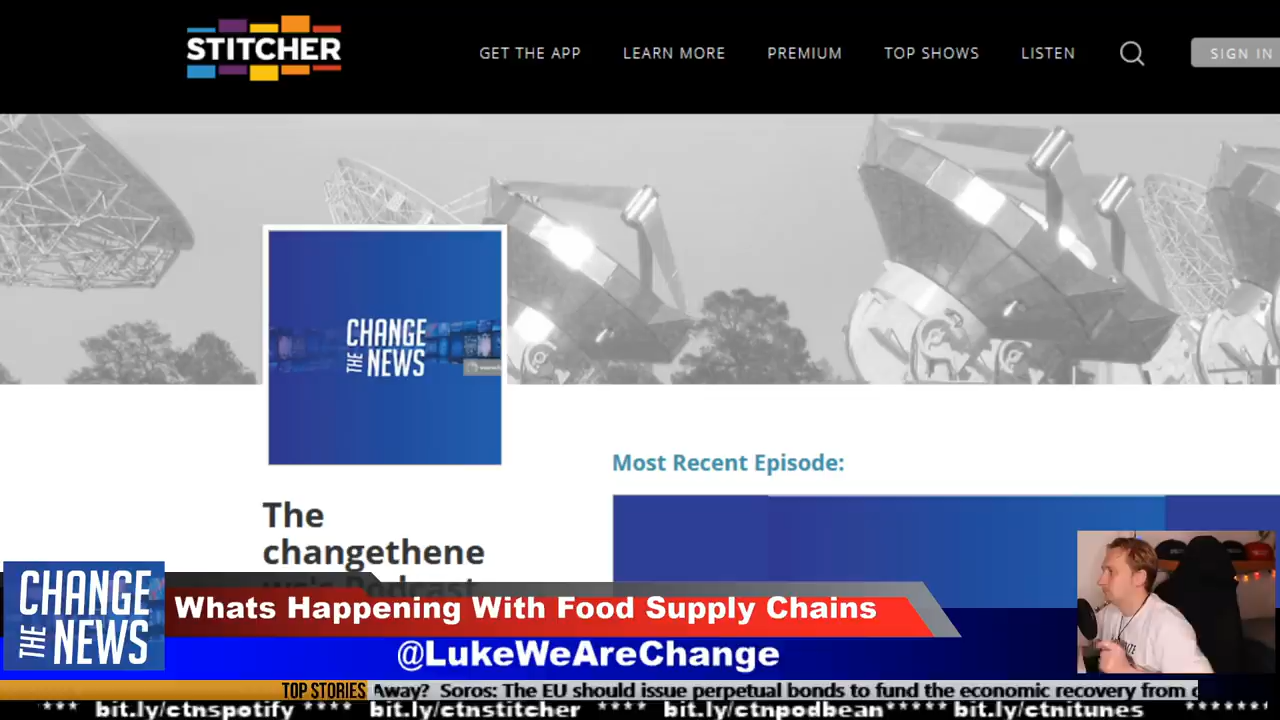 STITCHER
GET THE APP LEARN MORE PREMIUM TOP SHOWS LISTEN SIGN IN
CHANGE
THE NEWS
Most Recent Episode:
The
changethene
ws's Podcast
CHANGE
THE NEWS
Whats Happening With Food Supply Chains
@LukeWeAreChange
TOP STORIES Away? Soros: The EU should issue perpetual bonds to fund the economic recovery from
*** bit.ly/ctnspotify **** bit.ly/ctnstitcher **** bit.ly/ctnpodbean***** bit.ly/ctnitunes *******